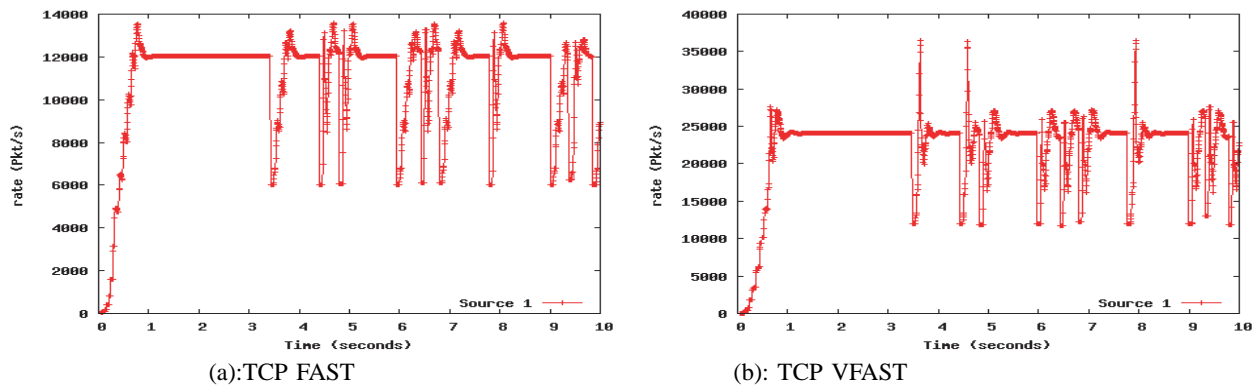 14000
12000
10000
8000
6000
4000
2000
0
rate (Pkt/s)
0 1 2 3 4 5 6 7 8 9 10
Time (seconds)
Source 1
(a):TCP FAST
40000
35000
30000
25000
20000
15000
10000
5000
0
rate (Pkt/s)
0 1 2 3 4 5 6 7 8 9 10
Time (seconds)
Source 1
(b): TCP VFAST